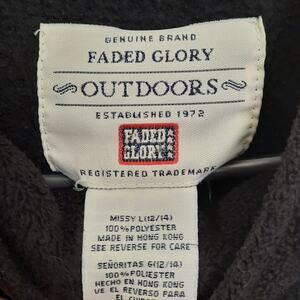 GENUINE BRAND
FADED GLORY
OUTDOORS
ESTABLISHED 1972
FADED
GLORY
REGISTERED TRADEMARK
MISSY L(12/14)
100% POLYESTER
MADE IN HONG KONG
SEE REVERSE FOR CARE
SEÑORITAS G(12/14)
100% POLIESTER
HECHO EN HONG KONG
VE EL REVERSO PARA